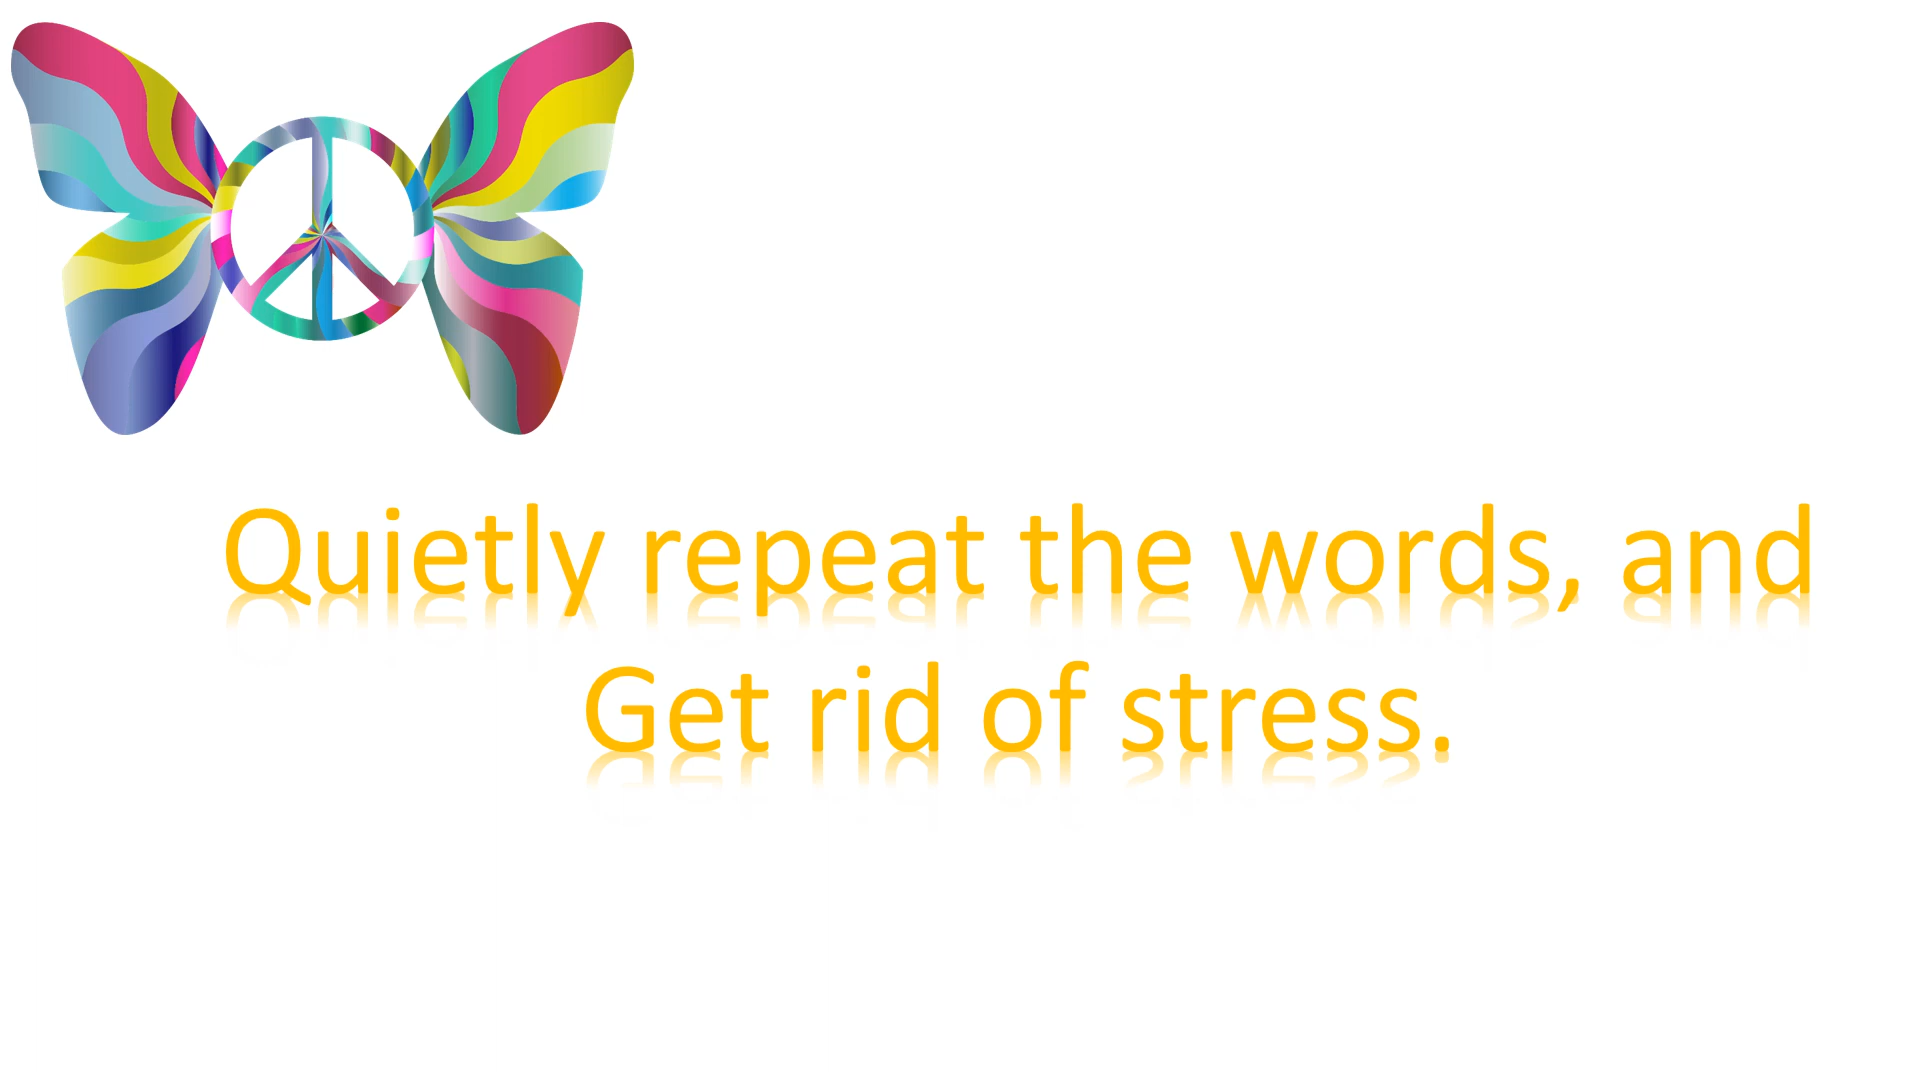 Quietly repeat the words, and
Get rid of stress.